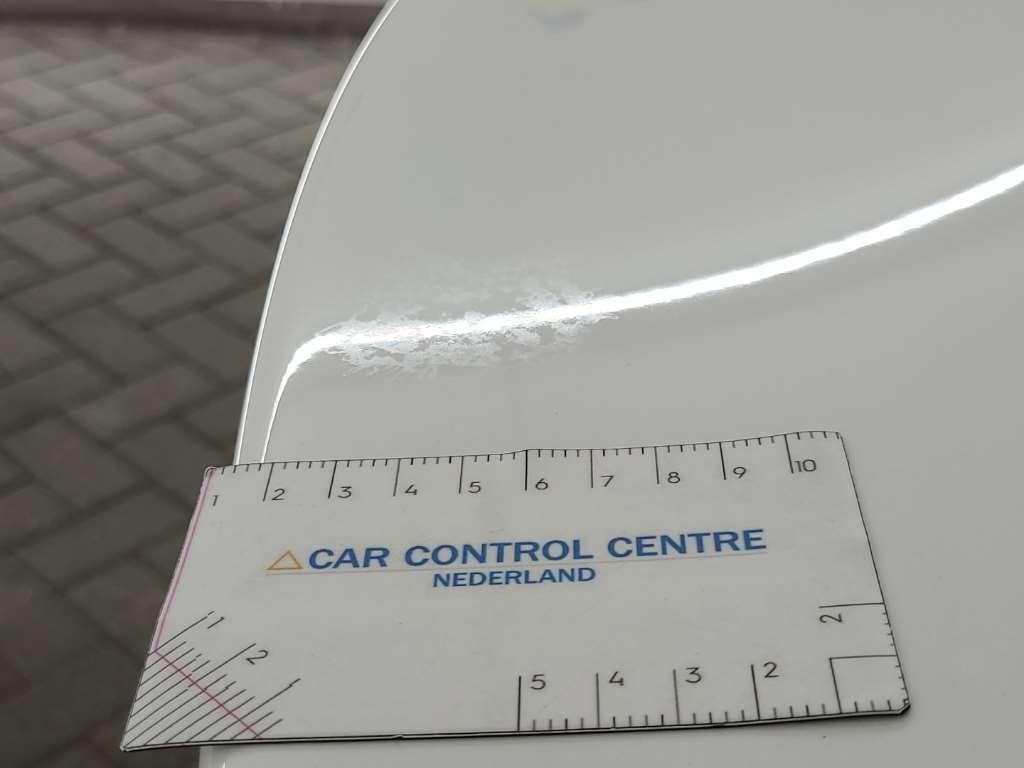 1 2 3 4 5 6 7 8 9 10
CAR CONTROL CENTRE
NEDERLAND
1 2
2
5 4 3 2